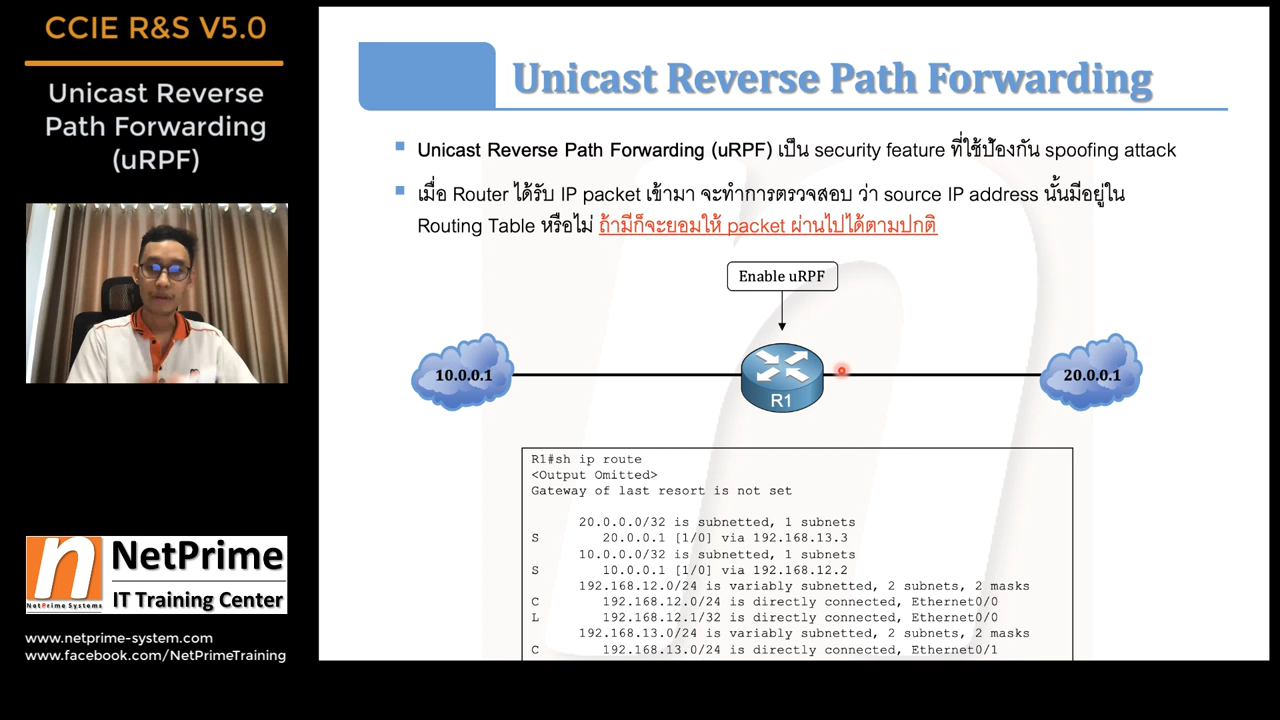 CCIE R&S V5.0
Unicast Reverse
Path Forwarding
(uRPF)
NetPrime
IT Training Center
NetPrime Systems
www.netprime-system.com
www.facebook.com/NetPrimeTraining
Unicast Reverse Path Forwarding
Unicast Reverse Path Forwarding (uRPF) เป็น security feature ที่ใช้ป้องกัน spoofing attack
เมื่อ Router ได้รับ IP packet เข้ามา จะทำการตรวจสอบ ว่า source IP address นั้นมีอยู่ใน
Routing Table หรือไม่ ถ้ามีก็จะยอมให้ packet ผ่านไปได้ตามปกติ
Enable uRPF
10.0.0.1
R1
20.0.0.1
R1#sh ip route
<Output Omitted>
Gateway of last resort is not set
20.0.0.0/32 is subnetted, 1 subnets
S 20.0.0.1 [1/0] via 192.168.13.3
10.0.0.0/32 is subnetted, 1 subnets
S 10.0.0.1 [1/0] via 192.168.12.2
192.168.12.0/24 is variably subnetted, 2 subnets, 2 masks
C 192.168.12.0/24 is directly connected, Ethernet0/0
L 192.168.12.1/32 is directly connected, Ethernet0/0
192.168.13.0/24 is variably subnetted, 2 subnets, 2 masks
C 192.168.13.0/24 is directly connected, Ethernet0/1